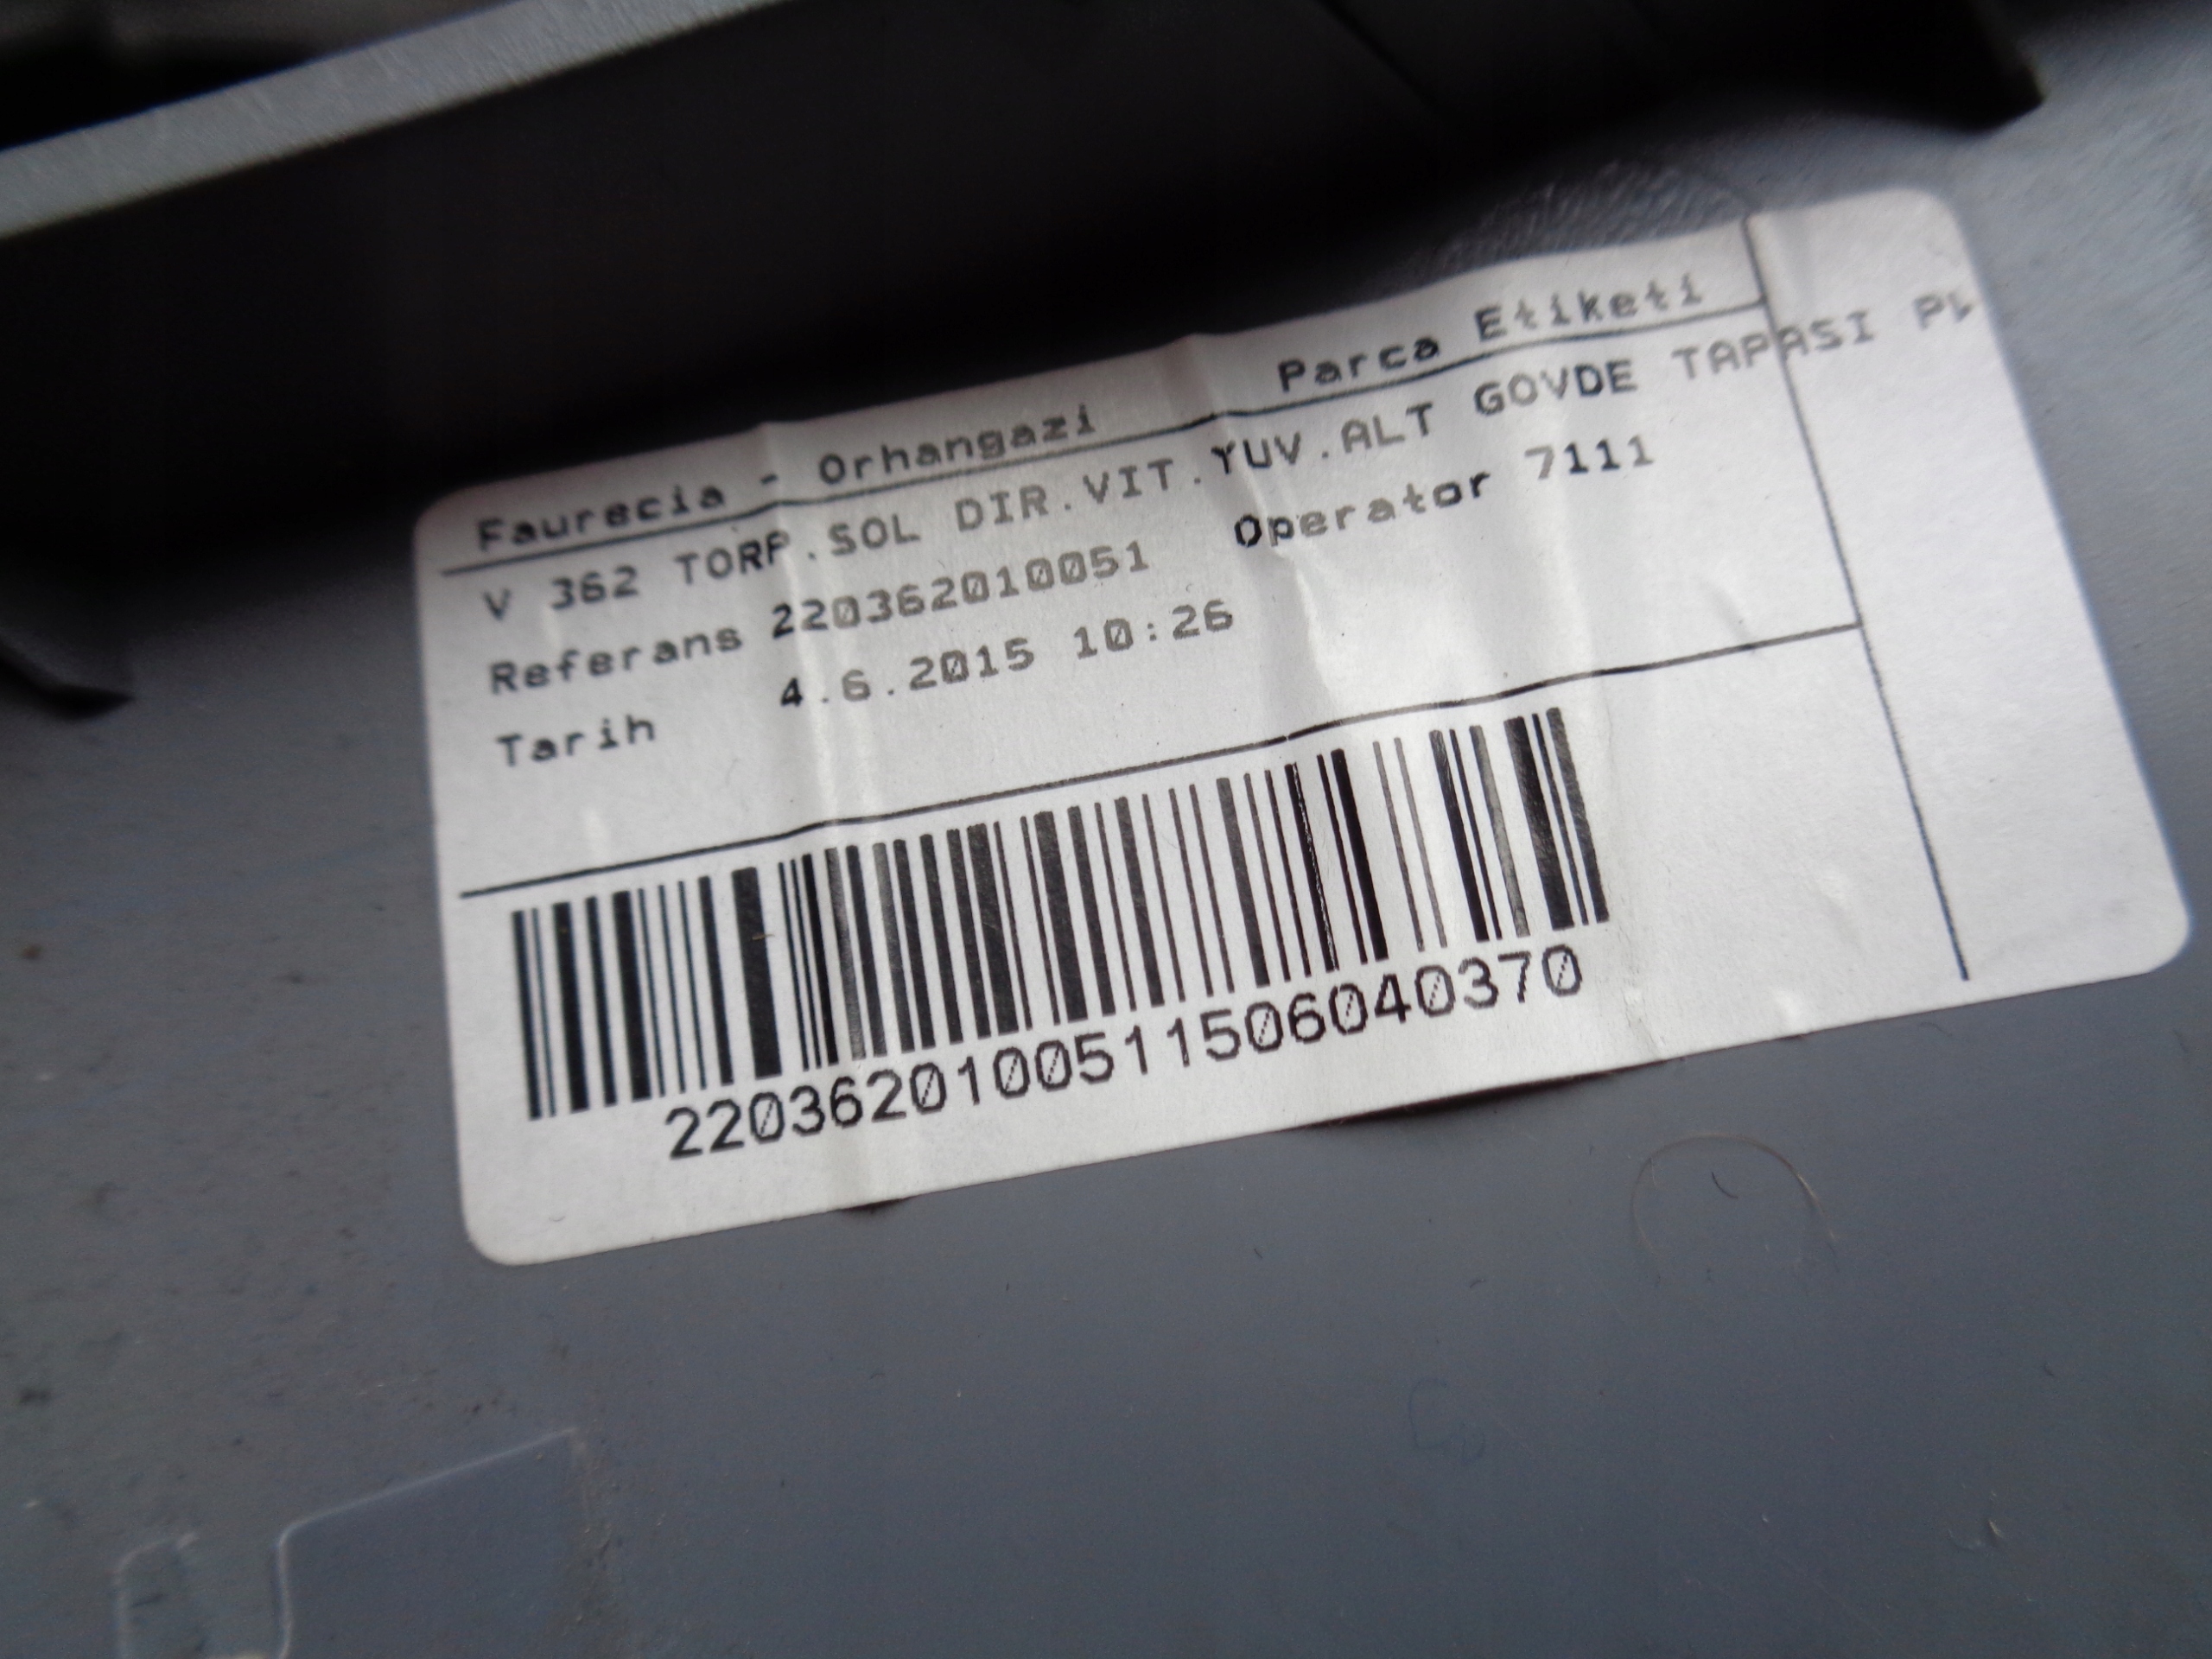 Faurecia - Orhangazi Parca Etiketi
V 362 TORP.SOL DIR.VIT.YUV.ALT GOVDE TAPASI
Referans 220362010051 Operator 7111
Tarih 4.6.2015 10:26
2203620100511506040370